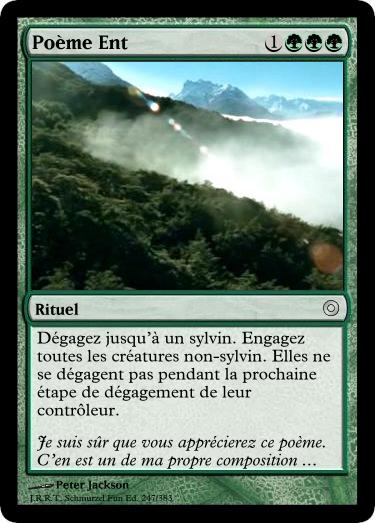 Poème Ent 1
Rituel
Dégagez jusqu'à un sylvin. Engagez
toutes les créatures non-sylvin. Elles ne
se dégagent pas pendant la prochaine
étape de dégagement de leur
contrôleur.
Je suis sûr que vous apprécierez ce poème.
C'en est un de ma propre composition ...
Peter Jackson
J.R.R.T. Schnurzel Fun Ed. 247/383